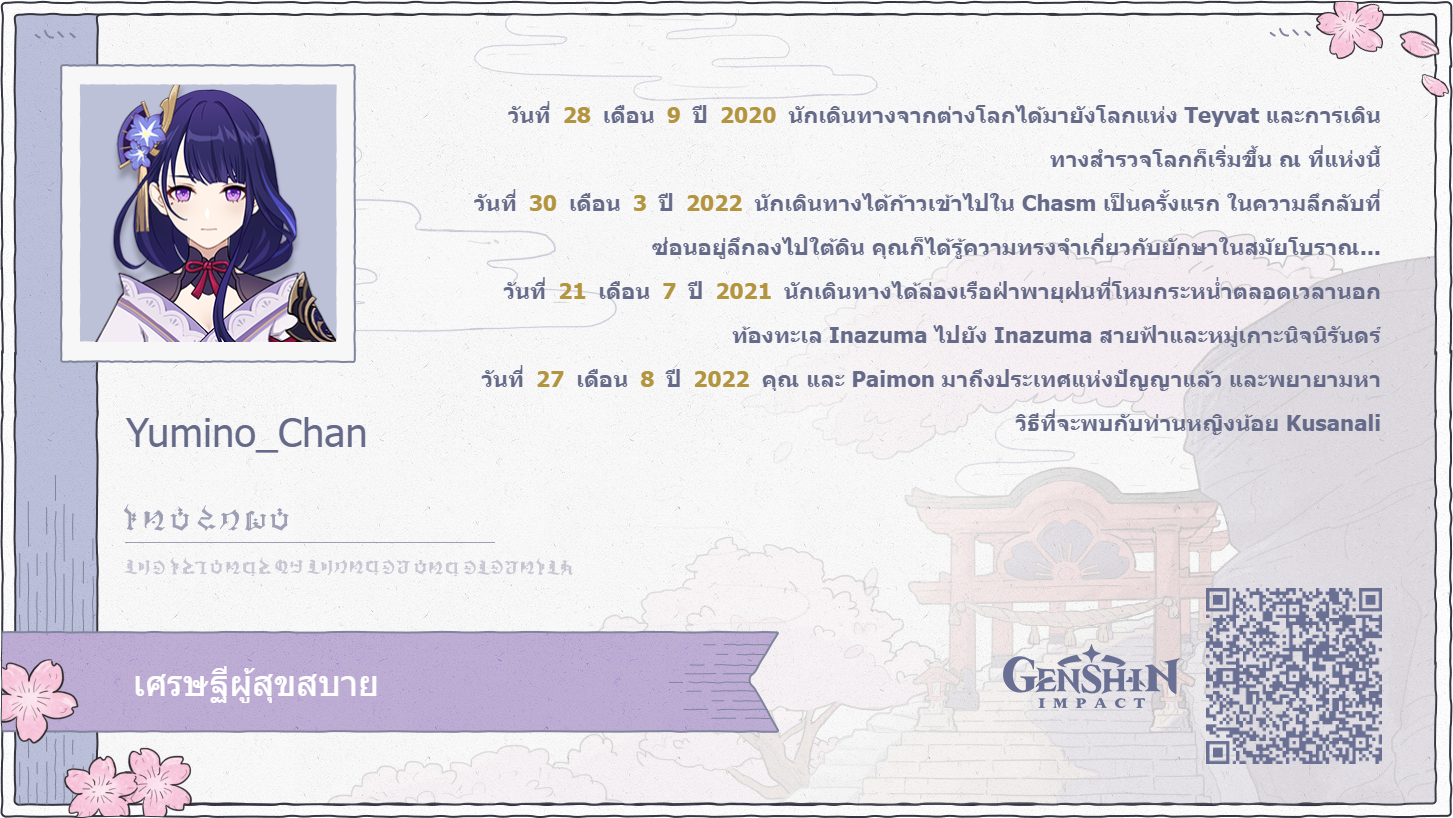 วันที่ 28 เดือน 9 ปี 2020 นักเดินทางจากต่างโลกได้มายังโลกแห่ง Teyvat และการเดิน
ทางสำรวจโลกก็เริ่มขึ้น ณ ที่แห่งนี้
วันที่ 30 เดือน 3 ปี 2022 นักเดินทางได้ก้าวเข้าไปใน Chasm เป็นครั้งแรก ในความลึกลับที่
ซ่อนอยู่ลึกลงไปใต้ดิน คุณก็ได้รู้ความทรงจำเกี่ยวกับยักษาในสมัยโบราณ...
วันที่ 21 เดือน 7 ปี 2021 นักเดินทางได้ล่องเรือฝ่าพายุฝนที่โหมกระหน่ำตลอดเวลานอก
ท้องทะเล Inazuma ไปยัง Inazuma สายฟ้าและหมู่เกาะนิจนิรันดร์
วันที่ 27 เดือน 8 ปี 2022 คุณ และ Paimon มาถึงประเทศแห่งปัญญาแล้ว และพยายามหา
วิธีที่จะพบกับท่านหญิงน้อย Kusanali
Yumino_Chan
เศรษฐีผู้สุขสบาย
GENSHIN
IMPACT